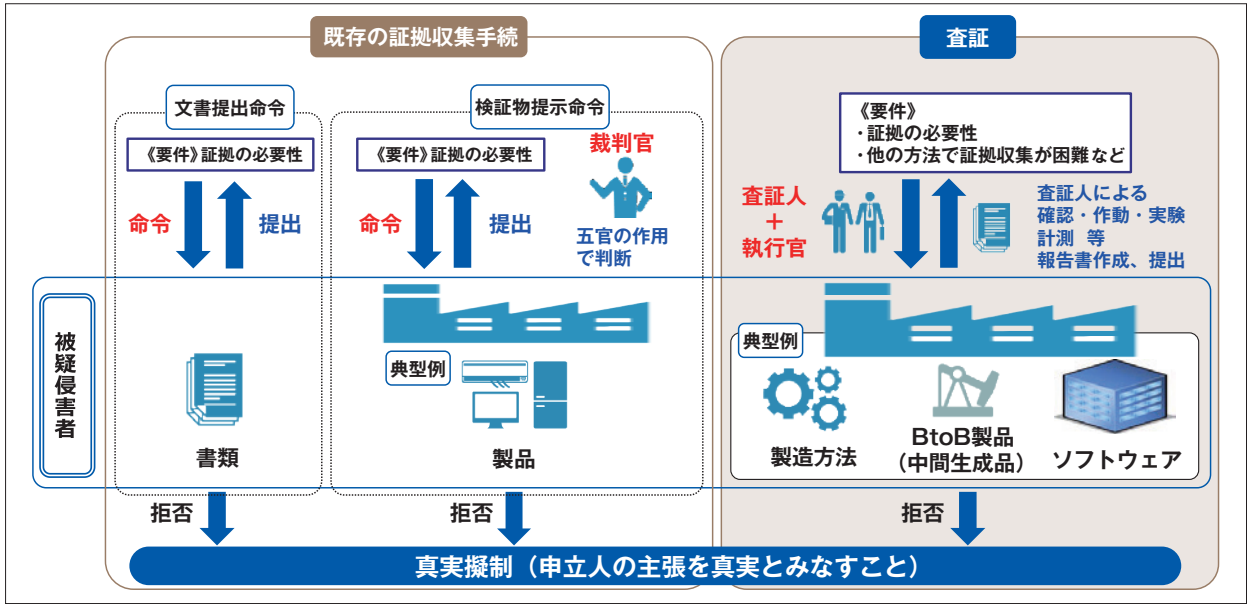 既存の証拠収集手続
文書提出命令
《要件》証拠の必要性
命令
提出
検証物提示命令
《要件》証拠の必要性
命令
提出
裁判官
五官の作用
で判断
査証
《要件》
・証拠の必要性
・他の方法で証拠収集が困難など
査証人
＋
執行官
査証人による
確認・作動・実験
計測 等
報告書作成、提出
被疑侵害者
書類
典型例
製品
典型例
製造方法
BtoB製品
（中間生成品）
ソフトウェア
拒否
拒否
拒否
真実擬制（申立人の主張を真実とみなすこと）